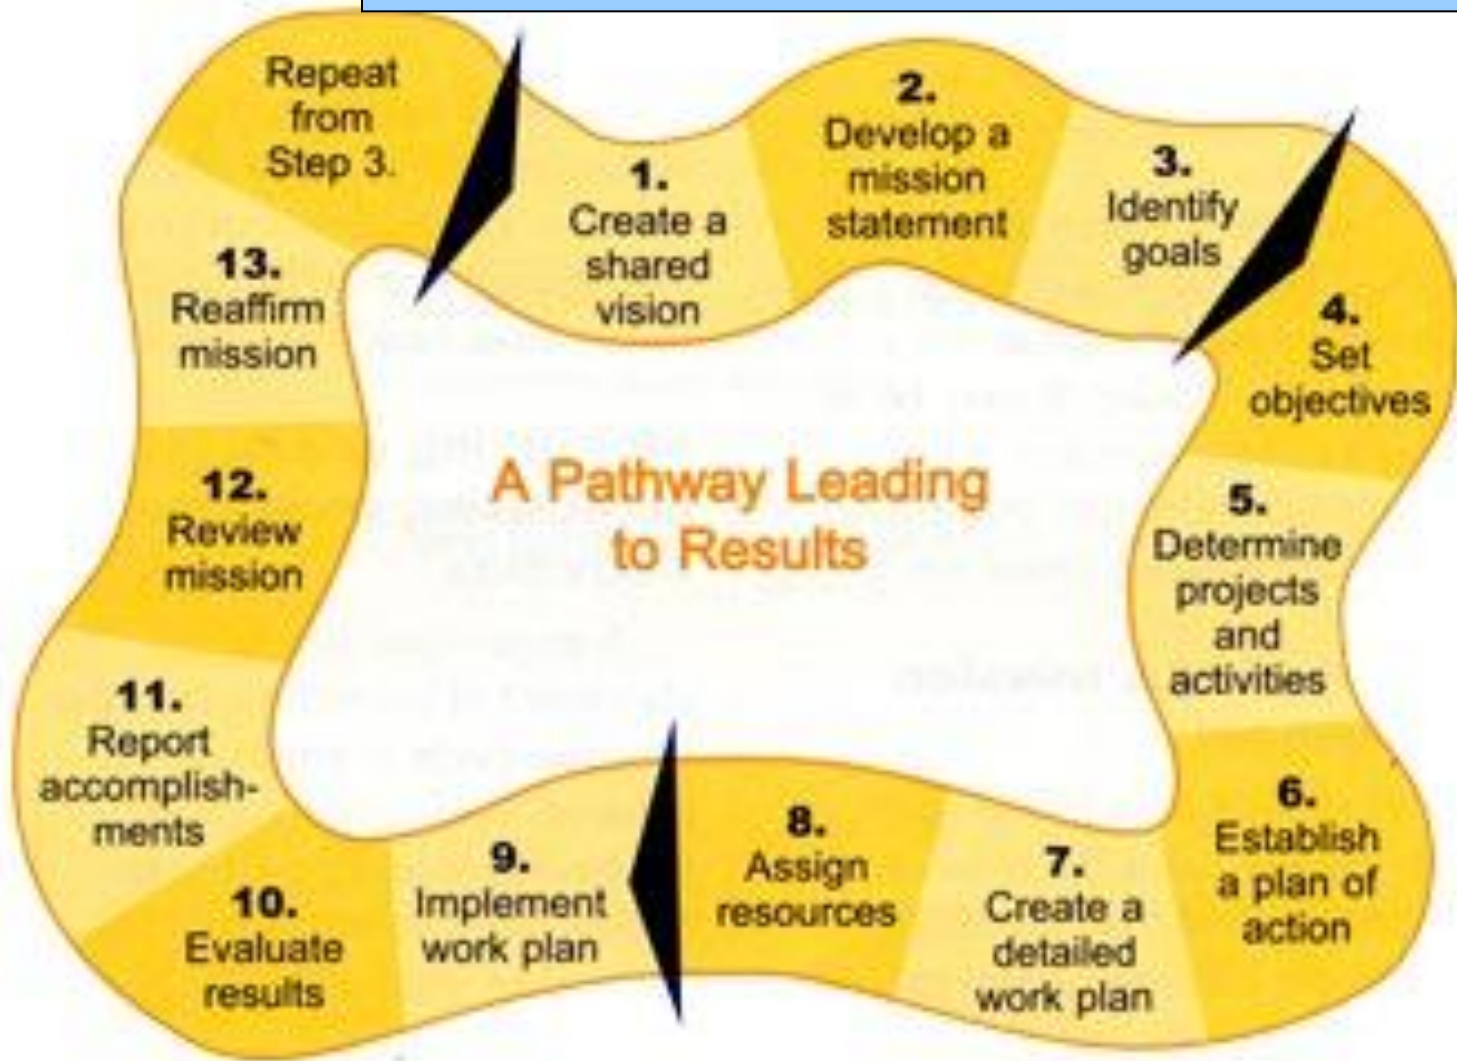 A Pathway Leading
to Results
1.
Create a
shared
vision
2.
Develop a
mission
statement
3.
Identify
goals
4.
Set
objectives
5.
Determine
projects
and
activities
6.
Establish
a plan of
action
7.
Create a
detailed
work plan
8.
Assign
resources
9.
Implement
work plan
10.
Evaluate
results
11.
Report
accomplish-
ments
12.
Review
mission
13.
Reaffirm
mission
Repeat
from
Step 3.